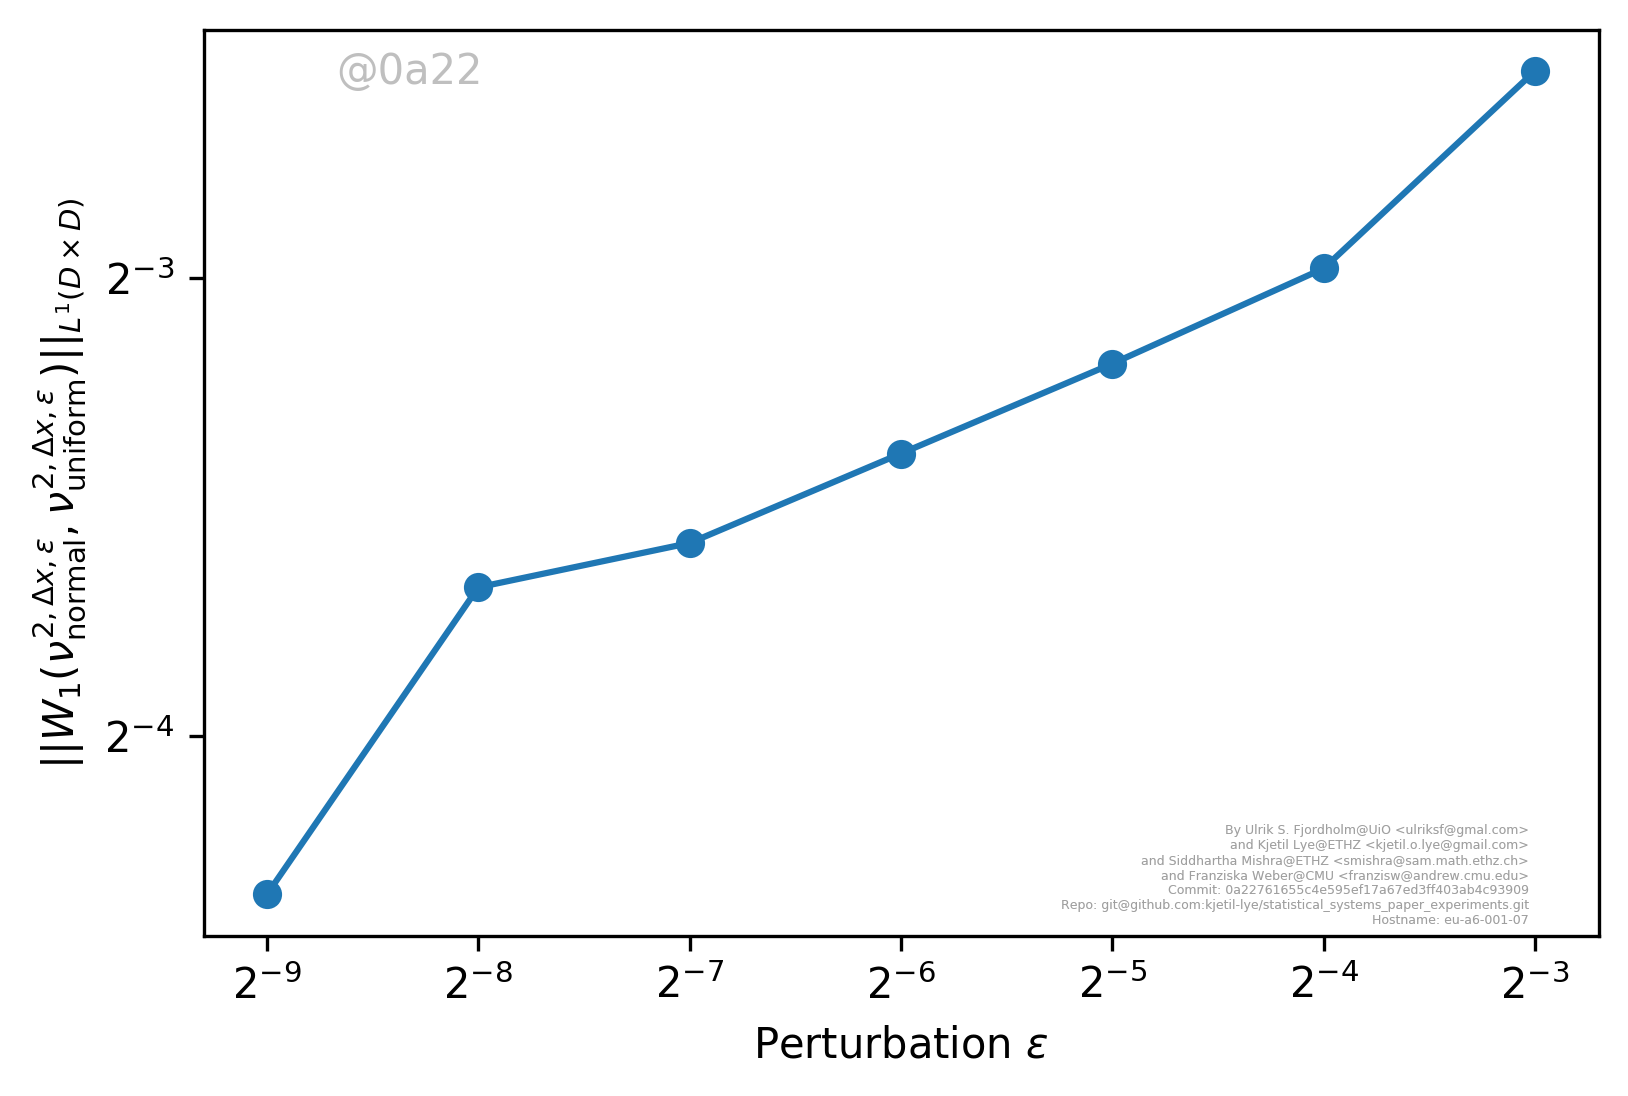 @0a22
||W₁(ν^{2,Δx,ε}_{normal}, ν^{2,Δx,ε}_{uniform})||_{L¹(D×D)}
2⁻³
2⁻⁴
By Ulrik S. Fjordholm@UiO <ulriksf@gmal.com>
and Kjetil Lye@ETHZ <kjetil.o.lye@gmail.com>
and Siddhartha Mishra@ETHZ <smishra@sam.math.ethz.ch>
and Franziska Weber@CMU <franzisw@andrew.cmu.edu>
Commit: 0a22761655c4e595ef17a67ed3ff403ab4c93909
Repo: git@github.com:kjetil-lye/statistical_systems_paper_experiments.git
Hostname: eu-a6-001-07
2⁻⁹ 2⁻⁸ 2⁻⁷ 2⁻⁶ 2⁻⁵ 2⁻⁴ 2⁻³
Perturbation ε